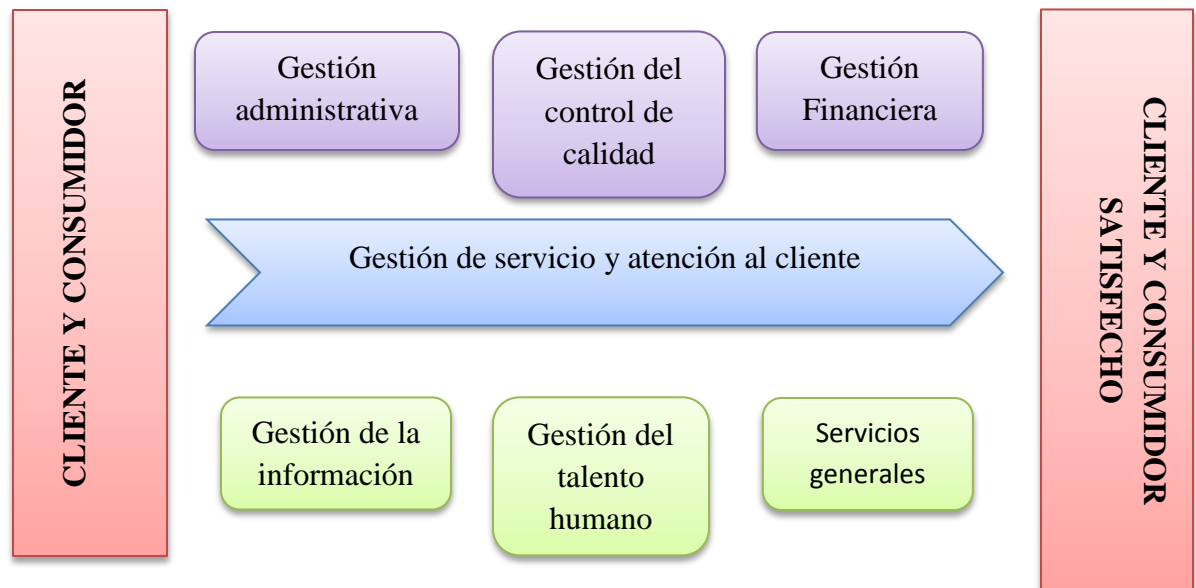 CLIENTE Y CONSUMIDOR
Gestión
administrativa
Gestión del
control de
calidad
Gestión
Financiera
Gestión de servicio y atención al cliente
Gestión de la
información
Gestión del
talento
humano
Servicios
generales
CLIENTE Y CONSUMIDOR
SATISFECHO